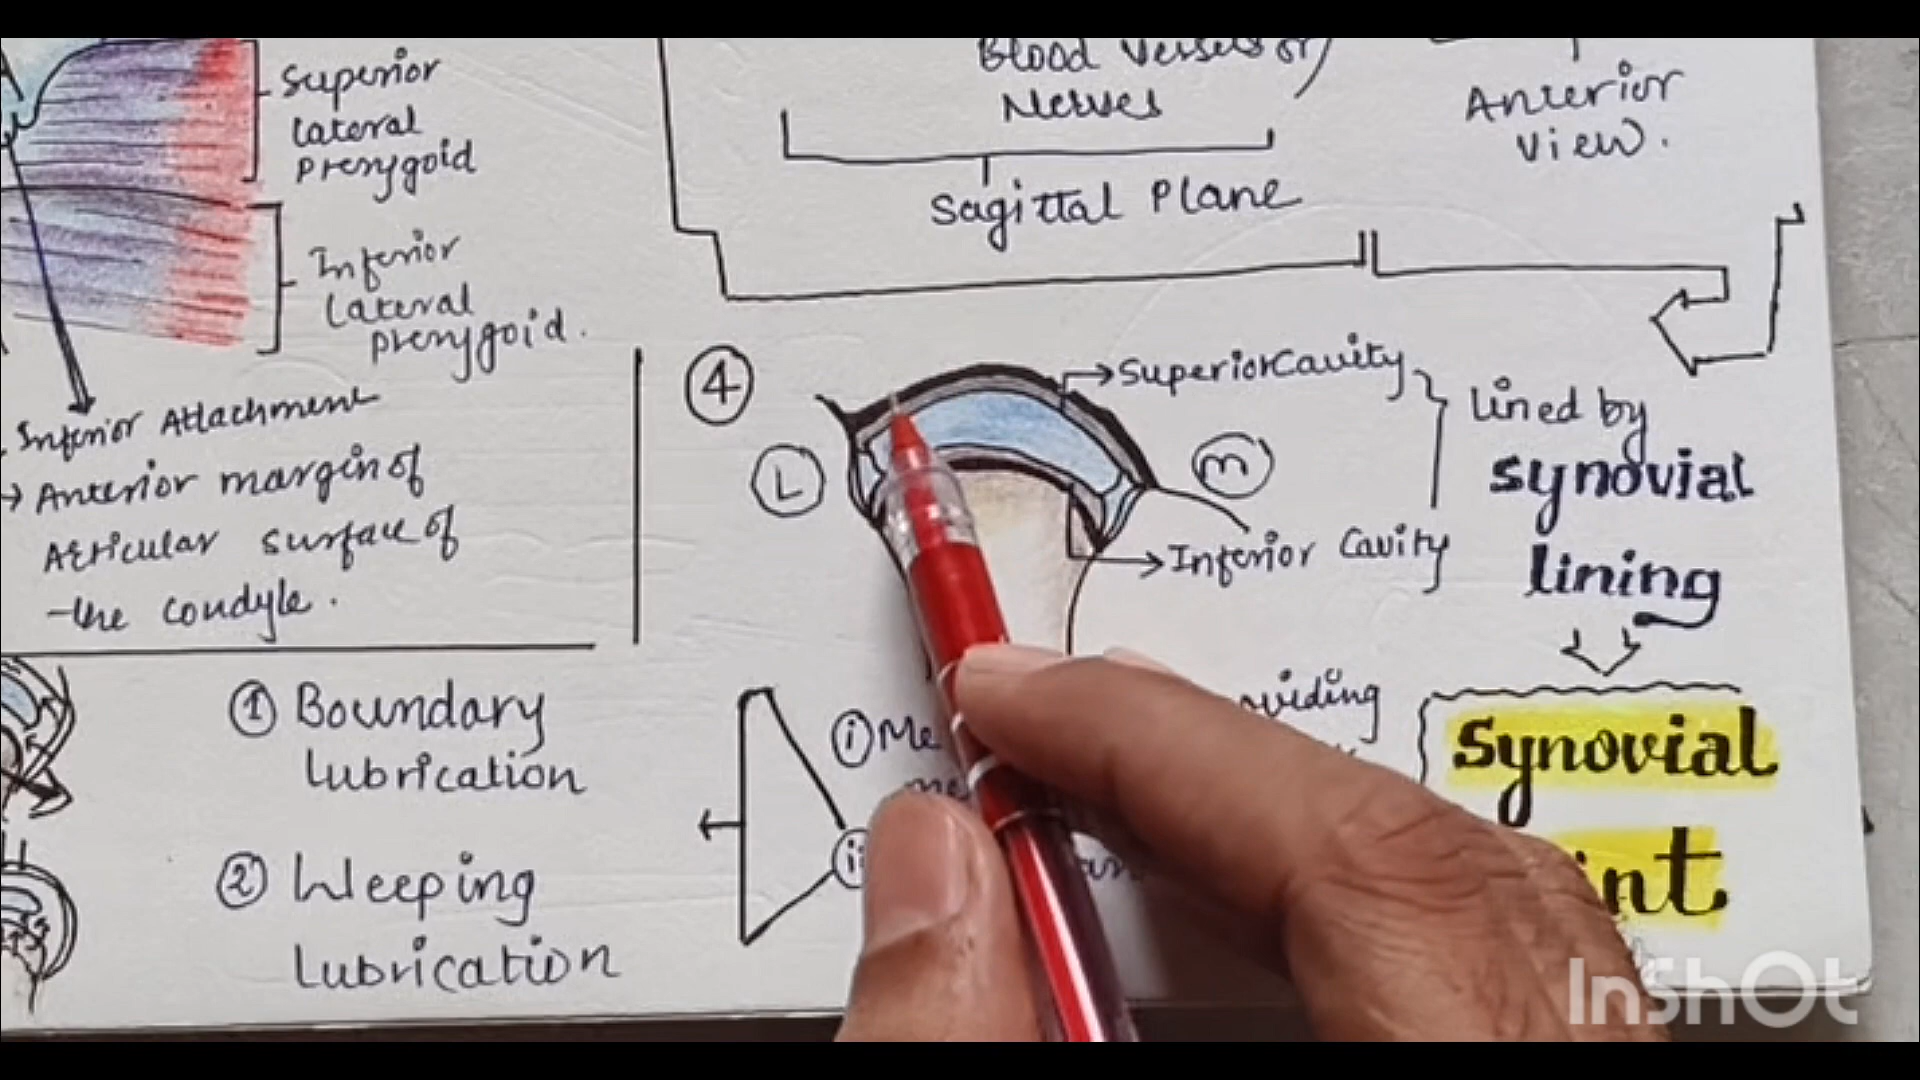 Superior
lateral
pterygoid
Inferior
lateral
pterygoid.
Inferior Attachment
→ Anterior margin of
Articular surface of
the condyle.
① Boundary
lubrication
② Weeping
lubrication
Blood vessels or
Nerves
Sagittal Plane
Anterior
view.
④
L
m
Superior Cavity
Inferior Cavity
lined by
synovial
lining
Synovial
i
InShOt